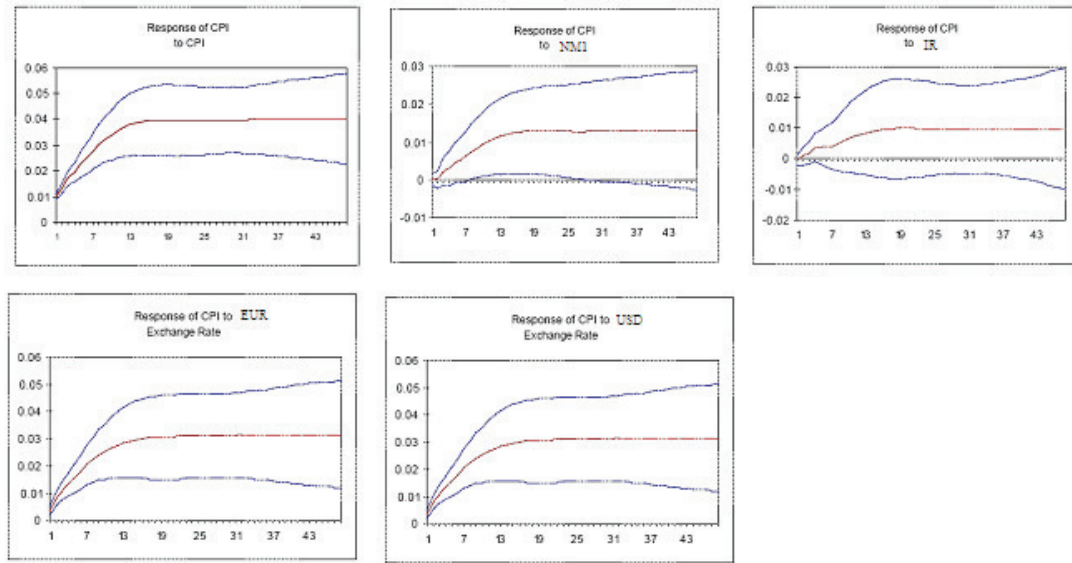 Response of CPI
to CPI
0.06
0.05
0.04
0.03
0.02
0.01
0
1 7 13 19 25 31 37 43
Response of CPI
to NM1
0.03
0.02
0.01
0
-0.01
1 7 13 19 25 31 37 43
Response of CPI
to IR
0.03
0.02
0.01
0
-0.01
-0.02
1 7 13 19 25 31 37 43
Response of CPI to EUR
Exchange Rate
0.06
0.05
0.04
0.03
0.02
0.01
0
1 7 13 19 25 31 37 43
Response of CPI to USD
Exchange Rate
0.06
0.05
0.04
0.03
0.02
0.01
0
1 7 13 19 25 31 37 43